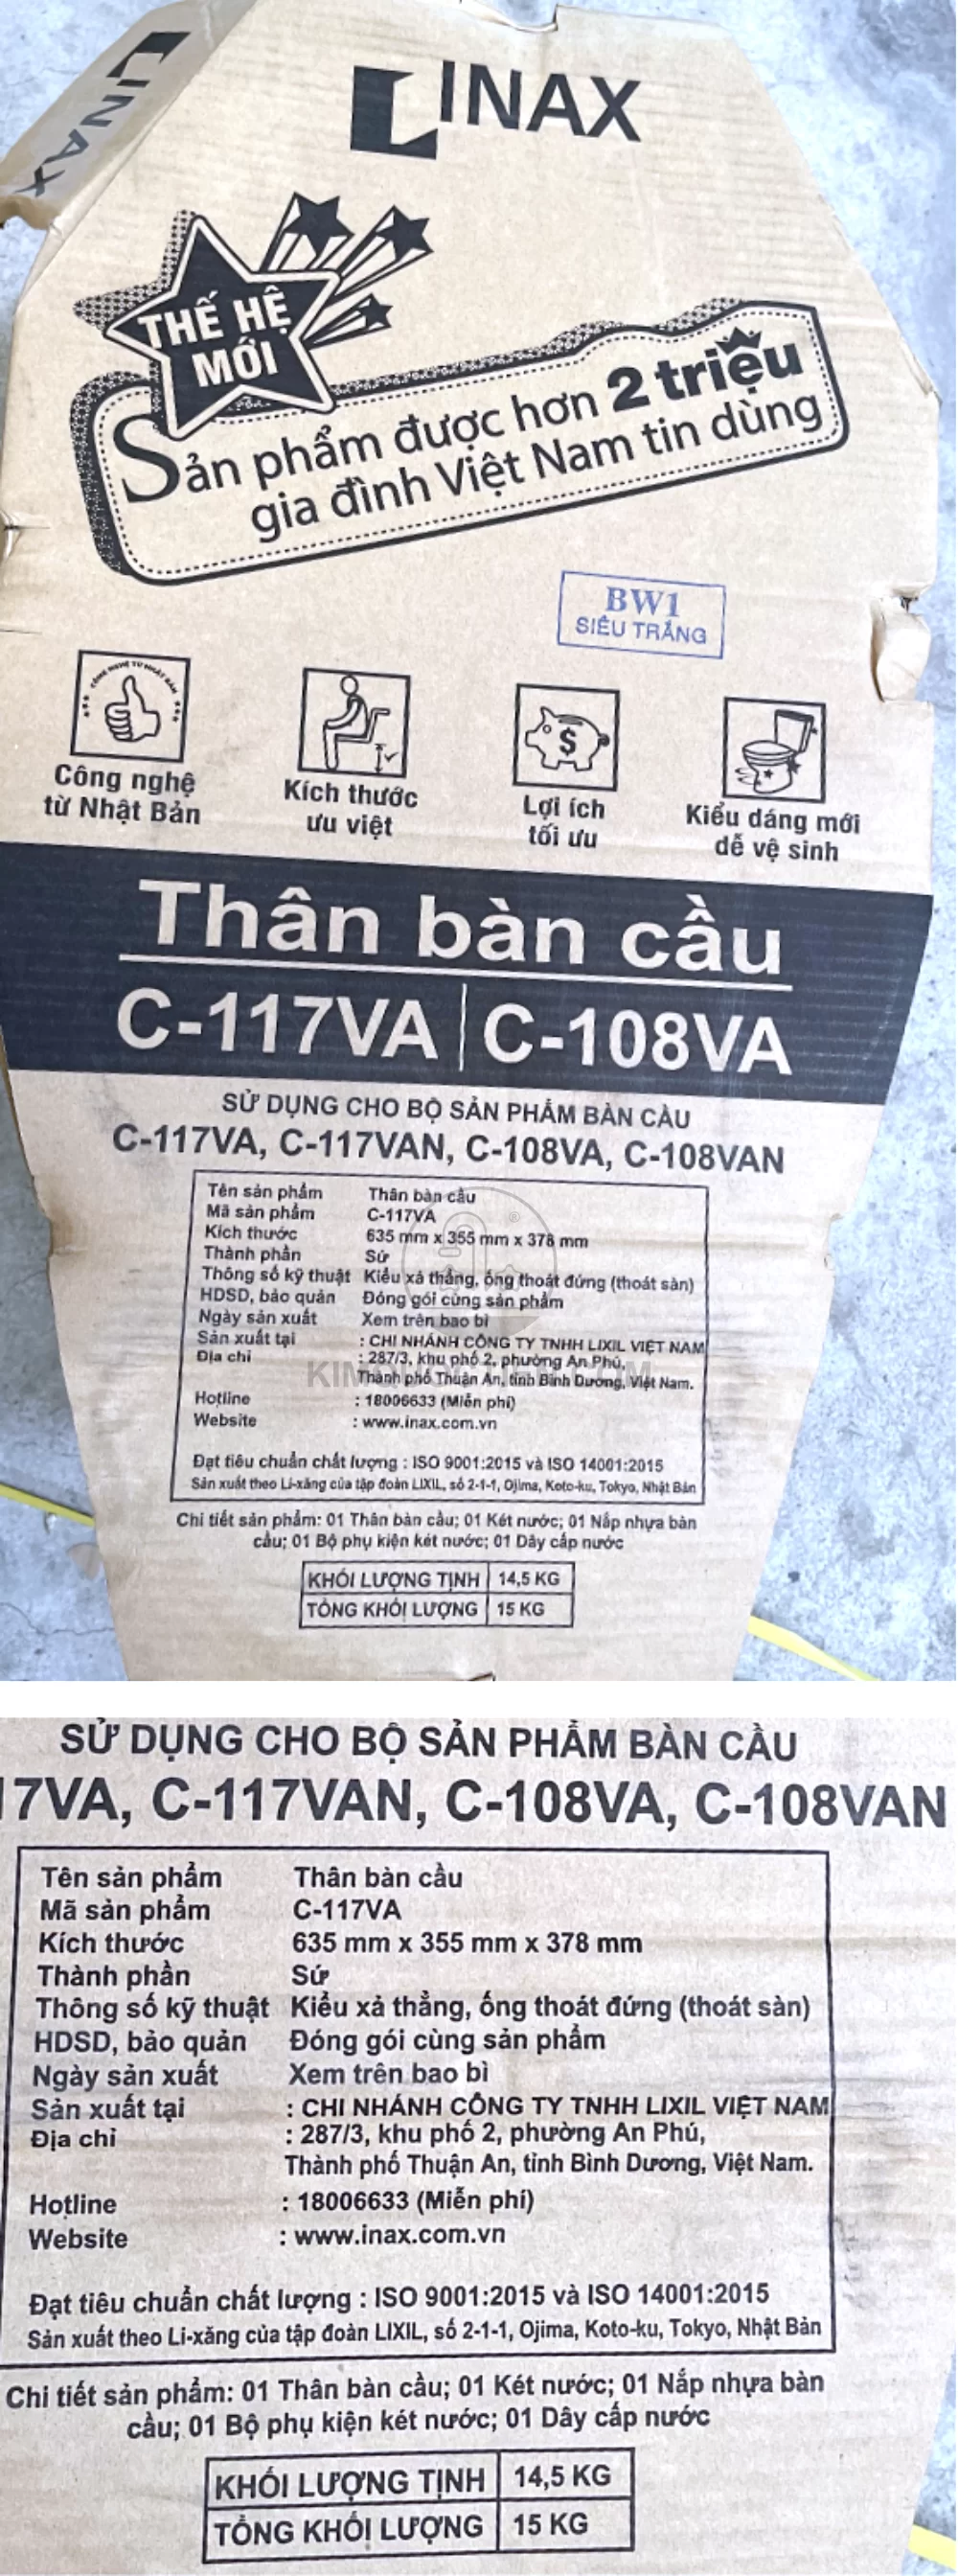 INAX
INAX
THẾ HỆ
MỚI
Sản phẩm được hơn 2 triệu
gia đình Việt Nam tin dùng
BW1
SIÊU TRẮNG
CÔNG NGHỆ TỪ NHẬT BẢN
Công nghệ
từ Nhật Bản
Kích thước
ưu việt
$
Lợi ích
tối ưu
Kiểu dáng mới
dễ vệ sinh
Thân bàn cầu
C-117VA | C-108VA
SỬ DỤNG CHO BỘ SẢN PHẨM BÀN CẦU
C-117VA, C-117VAN, C-108VA, C-108VAN
Tên sản phẩm Thân bàn cầu
Mã sản phẩm C-117VA
Kích thước 635 mm x 355 mm x 378 mm
Thành phần Sứ
Thông số kỹ thuật Kiểu xả thẳng, ống thoát đứng (thoát sàn)
HDSD, bảo quản Đóng gói cùng sản phẩm
Ngày sản xuất Xem trên bao bì
Sản xuất tại : CHI NHÁNH CÔNG TY TNHH LIXIL VIỆT NAM
Địa chỉ : 287/3, khu phố 2, phường An Phú,
Thành phố Thuận An, tỉnh Bình Dương, Việt Nam.
Hotline : 18006633 (Miễn phí)
Website : www.inax.com.vn
Đạt tiêu chuẩn chất lượng : ISO 9001:2015 và ISO 14001:2015
Sản xuất theo Li-xăng của tập đoàn LIXIL, số 2-1-1, Ojima, Koto-ku, Tokyo, Nhật Bản
Chi tiết sản phẩm: 01 Thân bàn cầu; 01 Két nước; 01 Nắp nhựa bàn
cầu; 01 Bộ phụ kiện két nước; 01 Dây cấp nước
KHỐI LƯỢNG TỊNH 14,5 KG
TỔNG KHỐI LƯỢNG 15 KG
SỬ DỤNG CHO BỘ SẢN PHẨM BÀN CẦU
17VA, C-117VAN, C-108VA, C-108VAN
Tên sản phẩm Thân bàn cầu
Mã sản phẩm C-117VA
Kích thước 635 mm x 355 mm x 378 mm
Thành phần Sứ
Thông số kỹ thuật Kiểu xả thẳng, ống thoát đứng (thoát sàn)
HDSD, bảo quản Đóng gói cùng sản phẩm
Ngày sản xuất Xem trên bao bì
Sản xuất tại : CHI NHÁNH CÔNG TY TNHH LIXIL VIỆT NAM
Địa chỉ : 287/3, khu phố 2, phường An Phú,
Thành phố Thuận An, tỉnh Bình Dương, Việt Nam.
Hotline : 18006633 (Miễn phí)
Website : www.inax.com.vn
Đạt tiêu chuẩn chất lượng : ISO 9001:2015 và ISO 14001:2015
Sản xuất theo Li-xăng của tập đoàn LIXIL, số 2-1-1, Ojima, Koto-ku, Tokyo, Nhật Bản
Chi tiết sản phẩm: 01 Thân bàn cầu; 01 Két nước; 01 Nắp nhựa bàn
cầu; 01 Bộ phụ kiện két nước; 01 Dây cấp nước
KHỐI LƯỢNG TỊNH 14,5 KG
TỔNG KHỐI LƯỢNG 15 KG